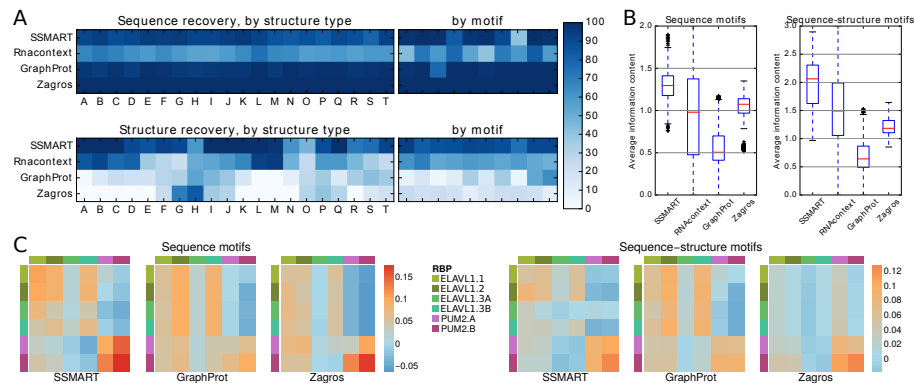 A
Sequence recovery, by structure type
by motif
SSMART
Rnacontext
GraphProt
Zagros
A B C D E F G H I J K L M N O P Q R S T
Structure recovery, by structure type
by motif
SSMART
Rnacontext
GraphProt
Zagros
A B C D E F G H I J K L M N O P Q R S T
100
90
80
70
60
50
40
30
20
10
0
B
Sequence motifs
Average information content
2.0
1.5
1.0
0.5
0.0
SSMART
RNAcontext
GraphProt
Zagros
Sequence-structure motifs
Average information content
3.0
2.5
2.0
1.5
1.0
0.5
0.0
SSMART
RNAcontext
GraphProt
Zagros
C
Sequence motifs
SSMART
GraphProt
Zagros
0.15
0.1
0.05
0
−0.05
RBP
ELAVL1.1
ELAVL1.2
ELAVL1.3A
ELAVL1.3B
PUM2.A
PUM2.B
Sequence−structure motifs
SSMART
GraphProt
Zagros
0.12
0.08
0.04
0